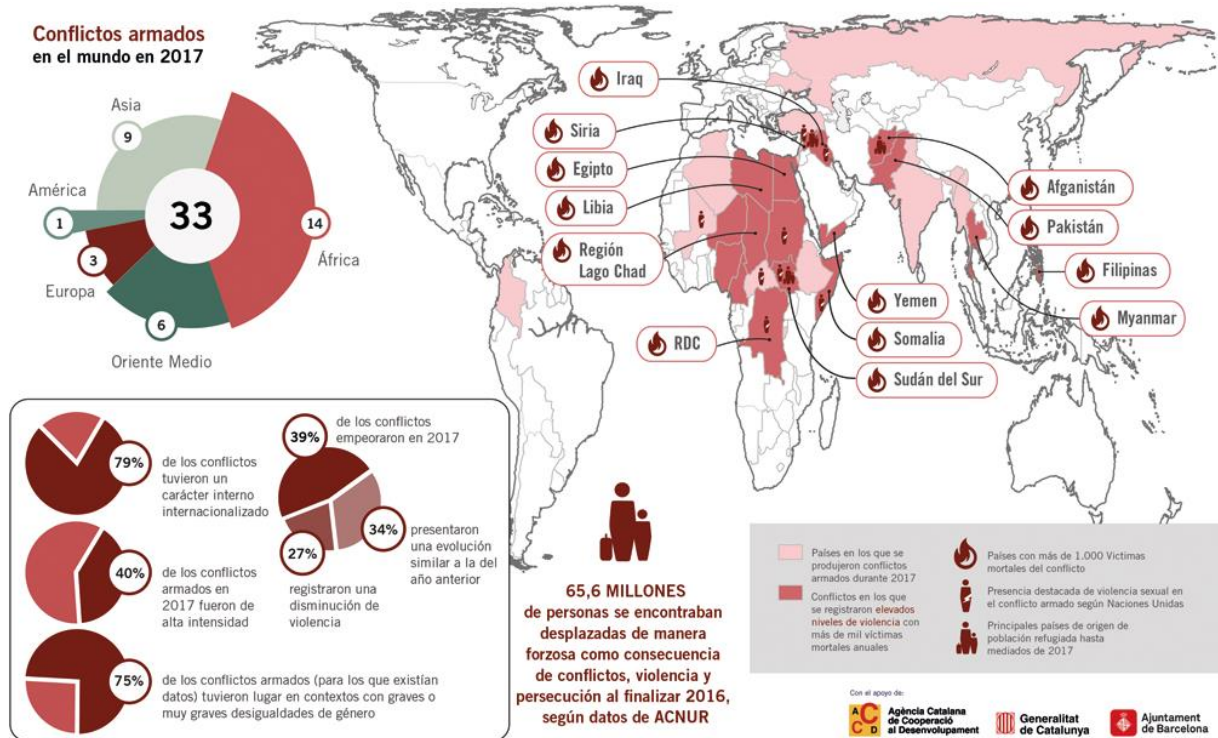 Conflictos armados
en el mundo en 2017
Asia
9
América
1
3
Europa
6
Oriente Medio
33
14
África
Iraq
Siria
Egipto
Libia
Región
Lago Chad
RDC
Afganistán
Pakistán
Filipinas
Yemen
Myanmar
Somalia
Sudán del Sur
79%
de los conflictos
tuvieron un
carácter interno
internacionalizado
40%
de los conflictos
armados en
2017 fueron de
alta intensidad
75%
de los conflictos armados (para los que existían
datos) tuvieron lugar en contextos con graves o
muy graves desigualdades de género
39%
de los conflictos
empeoraron en 2017
34%
presentaron
una evolución
similar a la del
año anterior
27%
registraron una
disminución de
violencia
65,6 MILLONES
de personas se encontraban
desplazadas de manera
forzosa como consecuencia
de conflictos, violencia y
persecución al finalizar 2016,
según datos de ACNUR
Países en los que se
produjeron conflictos
armados durante 2017
Conflictos en los que
se registraron elevados
niveles de violencia con
más de mil víctimas
mortales anuales
Países con más de 1.000 Victimas
mortales del conflicto
Presencia destacada de violencia sexual en
el conflicto armado según Naciones Unidas
Principales países de origen de
población refugiada hasta
mediados de 2017
Con el apoyo de:
A C C D
Agència Catalana
de Cooperació
al Desenvolupament
Generalitat
de Catalunya
Ajuntament
de Barcelona